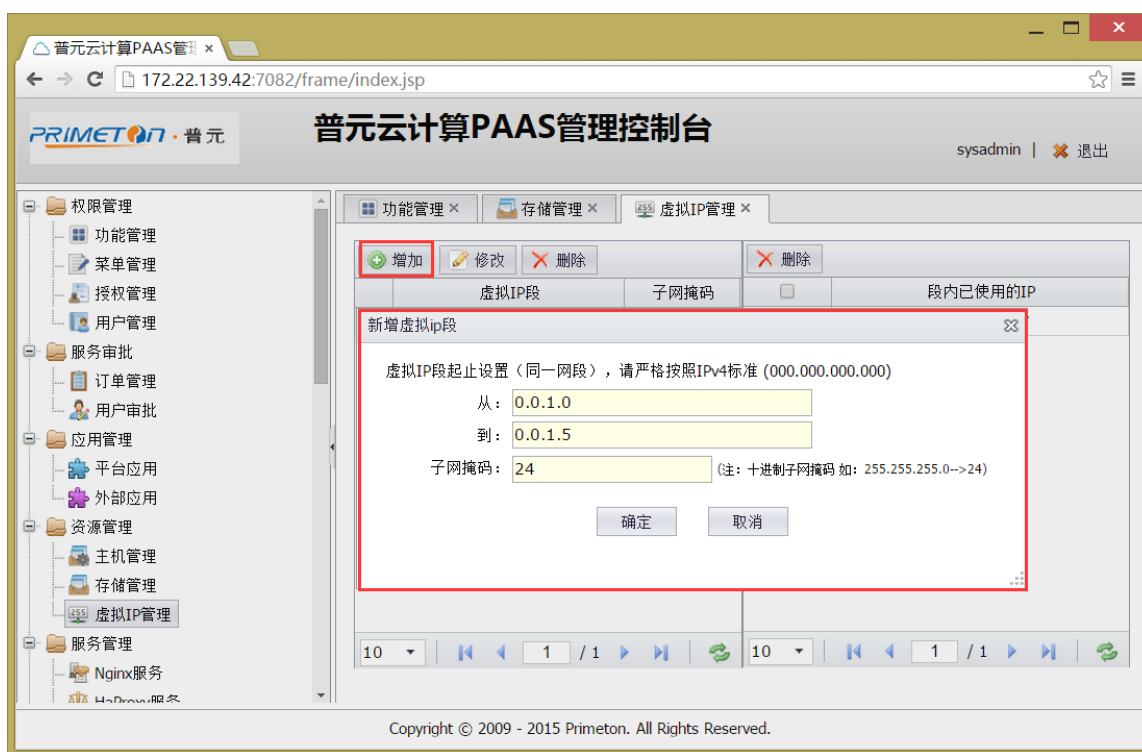 普元云计算PAAS管理 ×
172.22.139.42:7082/frame/index.jsp
PRIMETON · 普元
普元云计算PAAS管理控制台
sysadmin | 退出
权限管理
功能管理
菜单管理
授权管理
用户管理
服务审批
订单管理
用户审批
应用管理
平台应用
外部应用
资源管理
主机管理
存储管理
虚拟IP管理
服务管理
Nginx服务
HaProxy服务
功能管理 × 存储管理 × 虚拟IP管理 ×
增加 修改 删除 删除
虚拟IP段 子网掩码 段内已使用的IP
新增虚拟ip段
虚拟IP段起止设置（同一网段），请严格按照IPv4标准 (000.000.000.000)
从： 0.0.1.0
到： 0.0.1.5
子网掩码： 24 (注：十进制子网掩码 如：255.255.255.0-->24)
确定 取消
10 1 / 1 10 1 / 1
Copyright © 2009 - 2015 Primeton. All Rights Reserved.